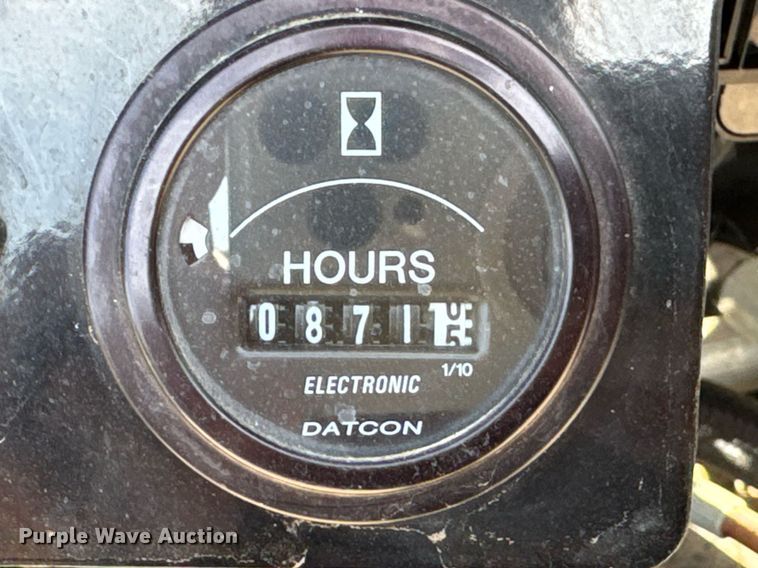 HOURS
0871
1/10
ELECTRONIC
DATCON
Purple Wave Auction